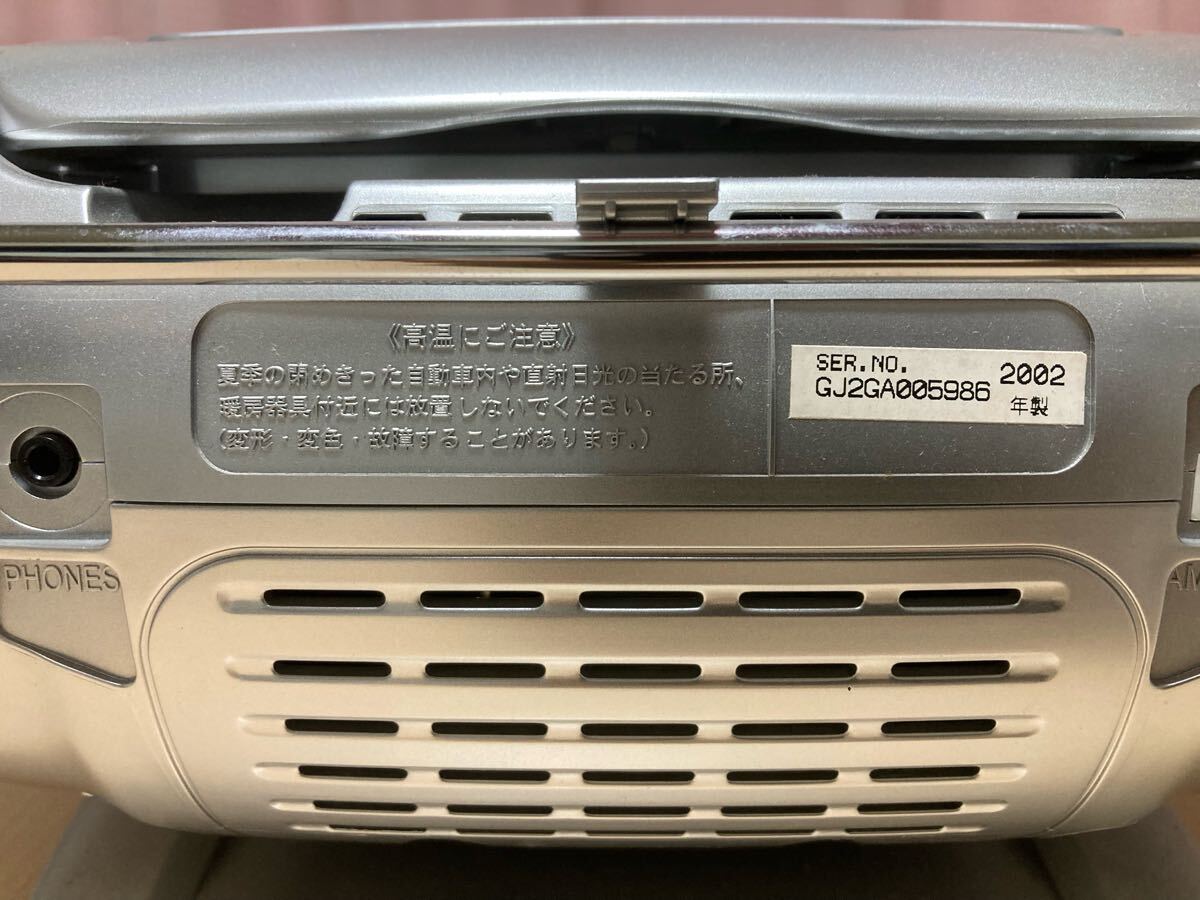 《高温にご注意》
夏季の閉めきった自動車内や直射日光の当たる所、
暖房器具付近には放置しないでください。
(変形・変色・故障することがあります。)
SER.NO.
GJ2GA005986
2002
年製
PHONES
AM